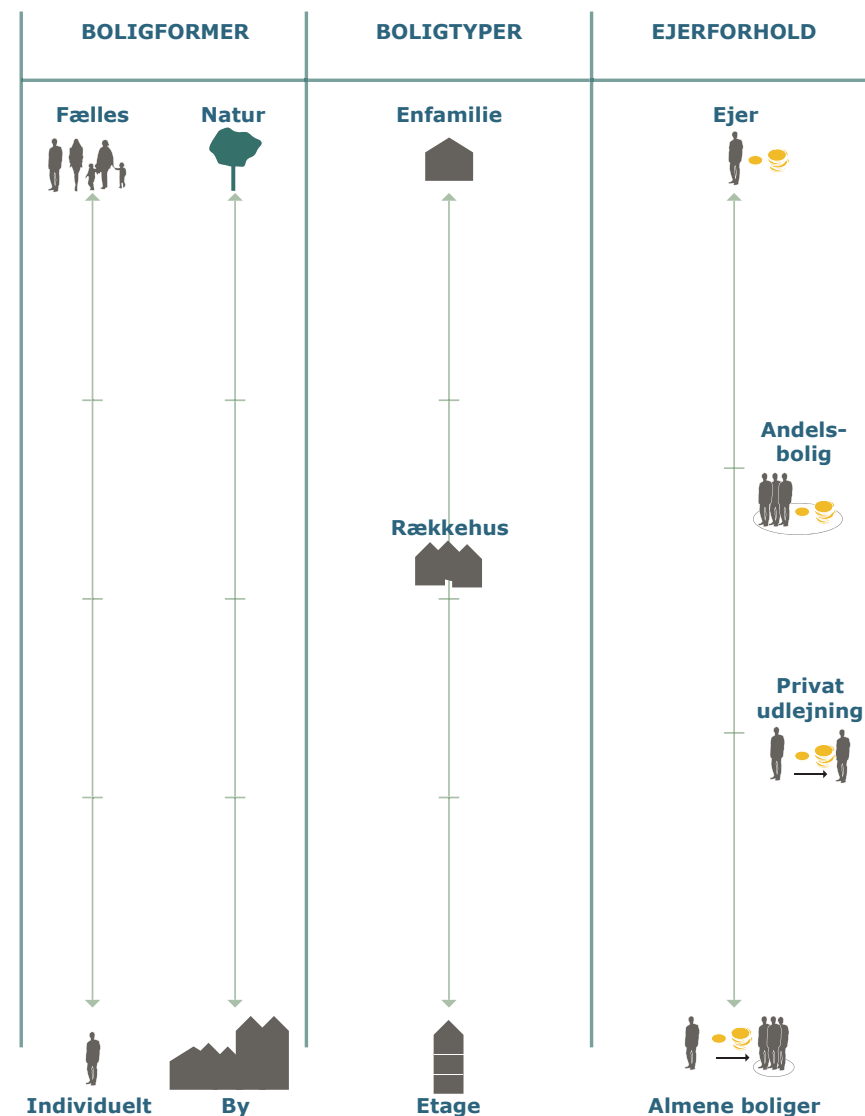 BOLIGFORMER
BOLIGTYPER
EJERFORHOLD
Fælles
Natur
Enfamilie
Ejer
Andels-
bolig
Rækkehus
Privat
udlejning
Individuelt
By
Etage
Almene boliger